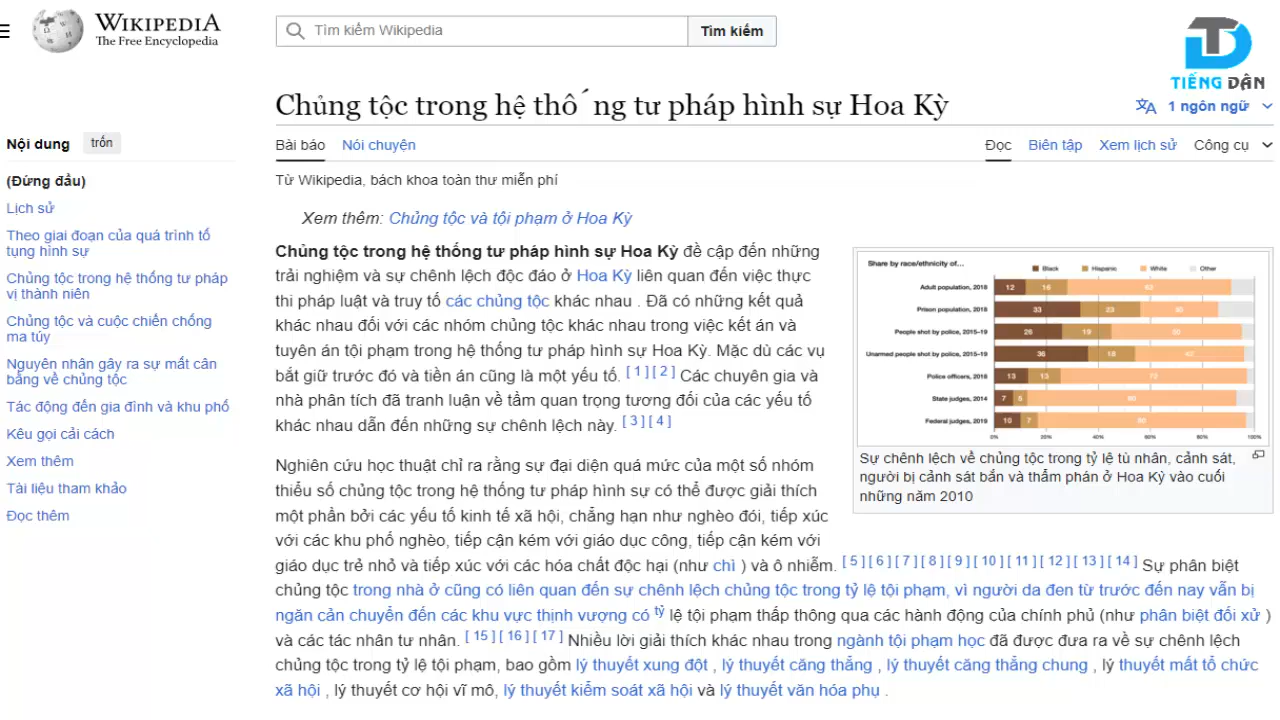 WIKIPEDIA
The Free Encyclopedia
Tìm kiếm Wikipedia
Tìm kiếm
TD
TIẾNG DÂN
Chủng tộc trong hệ thống tư pháp hình sự Hoa Kỳ
1 ngôn ngữ
Nội dung
trốn
Bài báo
Nói chuyện
Đọc
Biên tập
Xem lịch sử
Công cụ
(Đứng đầu)
Lịch sử
Theo giai đoạn của quá trình tố
tụng hình sự
Chủng tộc trong hệ thống tư pháp
vị thành niên
Chủng tộc và cuộc chiến chống
ma túy
Nguyên nhân gây ra sự mất cân
bằng về chủng tộc
Tác động đến gia đình và khu phố
Kêu gọi cải cách
Xem thêm
Tài liệu tham khảo
Đọc thêm
Từ Wikipedia, bách khoa toàn thư miễn phí
Xem thêm: Chủng tộc và tội phạm ở Hoa Kỳ
Chủng tộc trong hệ thống tư pháp hình sự Hoa Kỳ đề cập đến những
trải nghiệm và sự chênh lệch độc đáo ở Hoa Kỳ liên quan đến việc thực
thi pháp luật và truy tố các chủng tộc khác nhau . Đã có những kết quả
khác nhau đối với các nhóm chủng tộc khác nhau trong việc kết án và
tuyên án tội phạm trong hệ thống tư pháp hình sự Hoa Kỳ. Mặc dù các vụ
bắt giữ trước đó và tiền án cũng là một yếu tố. [ 1 ] [ 2 ] Các chuyên gia và
nhà phân tích đã tranh luận về tầm quan trọng tương đối của các yếu tố
khác nhau dẫn đến những sự chênh lệch này. [ 3 ] [ 4 ]
Share by race/ethnicity of...
Black Hispanic White Other
Adult population, 2018 12 16 63
Prison population, 2018 33 23 30
People shot by police, 2015–19 26 19 50
Unarmed people shot by police, 2015–19 36 18
Police officers, 2016 13 13
State judges, 2014 7 5 80
Federal judges, 2019 10 7 80
0% 20% 40% 60% 80% 100%
Sự chênh lệch về chủng tộc trong tỷ lệ tù nhân, cảnh sát,
người bị cảnh sát bắn và thẩm phán ở Hoa Kỳ vào cuối
những năm 2010
Nghiên cứu học thuật chỉ ra rằng sự đại diện quá mức của một số nhóm
thiểu số chủng tộc trong hệ thống tư pháp hình sự có thể được giải thích
một phần bởi các yếu tố kinh tế xã hội, chẳng hạn như nghèo đói, tiếp xúc
với các khu phố nghèo, tiếp cận kém với giáo dục công, tiếp cận kém với
giáo dục trẻ nhỏ và tiếp xúc với các hóa chất độc hại (như chì ) và ô nhiễm. [ 5 ] [ 6 ] [ 7 ] [ 8 ] [ 9 ] [ 10 ] [ 11 ] [ 12 ] [ 13 ] [ 14 ] Sự phân biệt
chủng tộc trong nhà ở cũng có liên quan đến sự chênh lệch chủng tộc trong tỷ lệ tội phạm, vì người da đen từ trước đến nay vẫn bị
ngăn cản chuyển đến các khu vực thịnh vượng có tỷ lệ tội phạm thấp thông qua các hành động của chính phủ (như phân biệt đối xử )
và các tác nhân tư nhân. [ 15 ] [ 16 ] [ 17 ] Nhiều lời giải thích khác nhau trong ngành tội phạm học đã được đưa ra về sự chênh lệch
chủng tộc trong tỷ lệ tội phạm, bao gồm lý thuyết xung đột , lý thuyết căng thẳng , lý thuyết căng thẳng chung , lý thuyết mất tổ chức
xã hội , lý thuyết cơ hội vĩ mô, lý thuyết kiểm soát xã hội và lý thuyết văn hóa phụ .